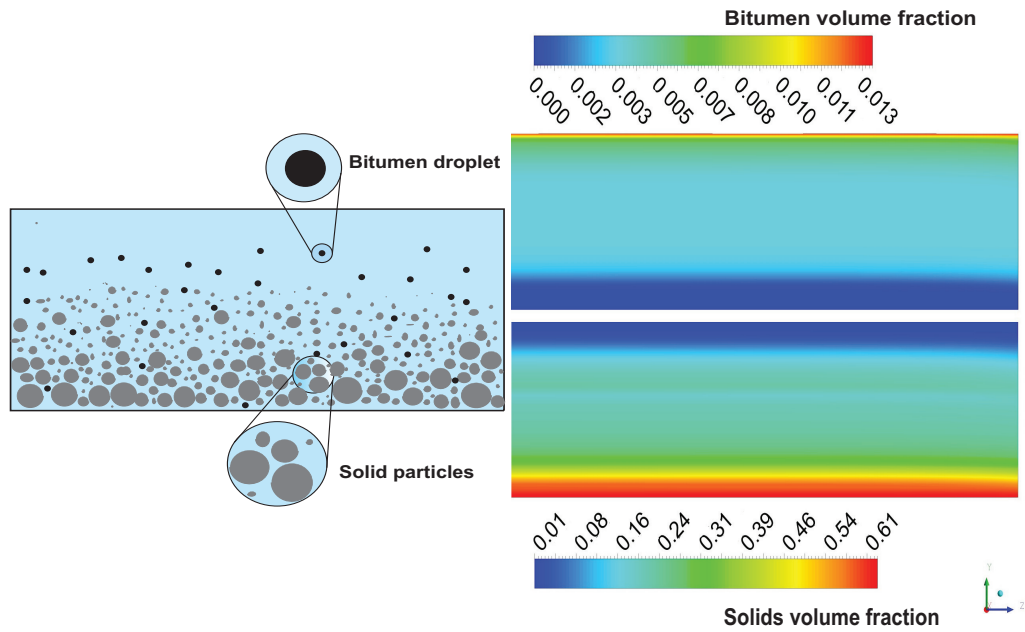 Bitumen volume fraction
0.000 0.002 0.003 0.005 0.007 0.008 0.010 0.011 0.013
Bitumen droplet
Solid particles
0.01 0.08 0.16 0.24 0.31 0.39 0.46 0.54 0.61
Solids volume fraction
Y
Z